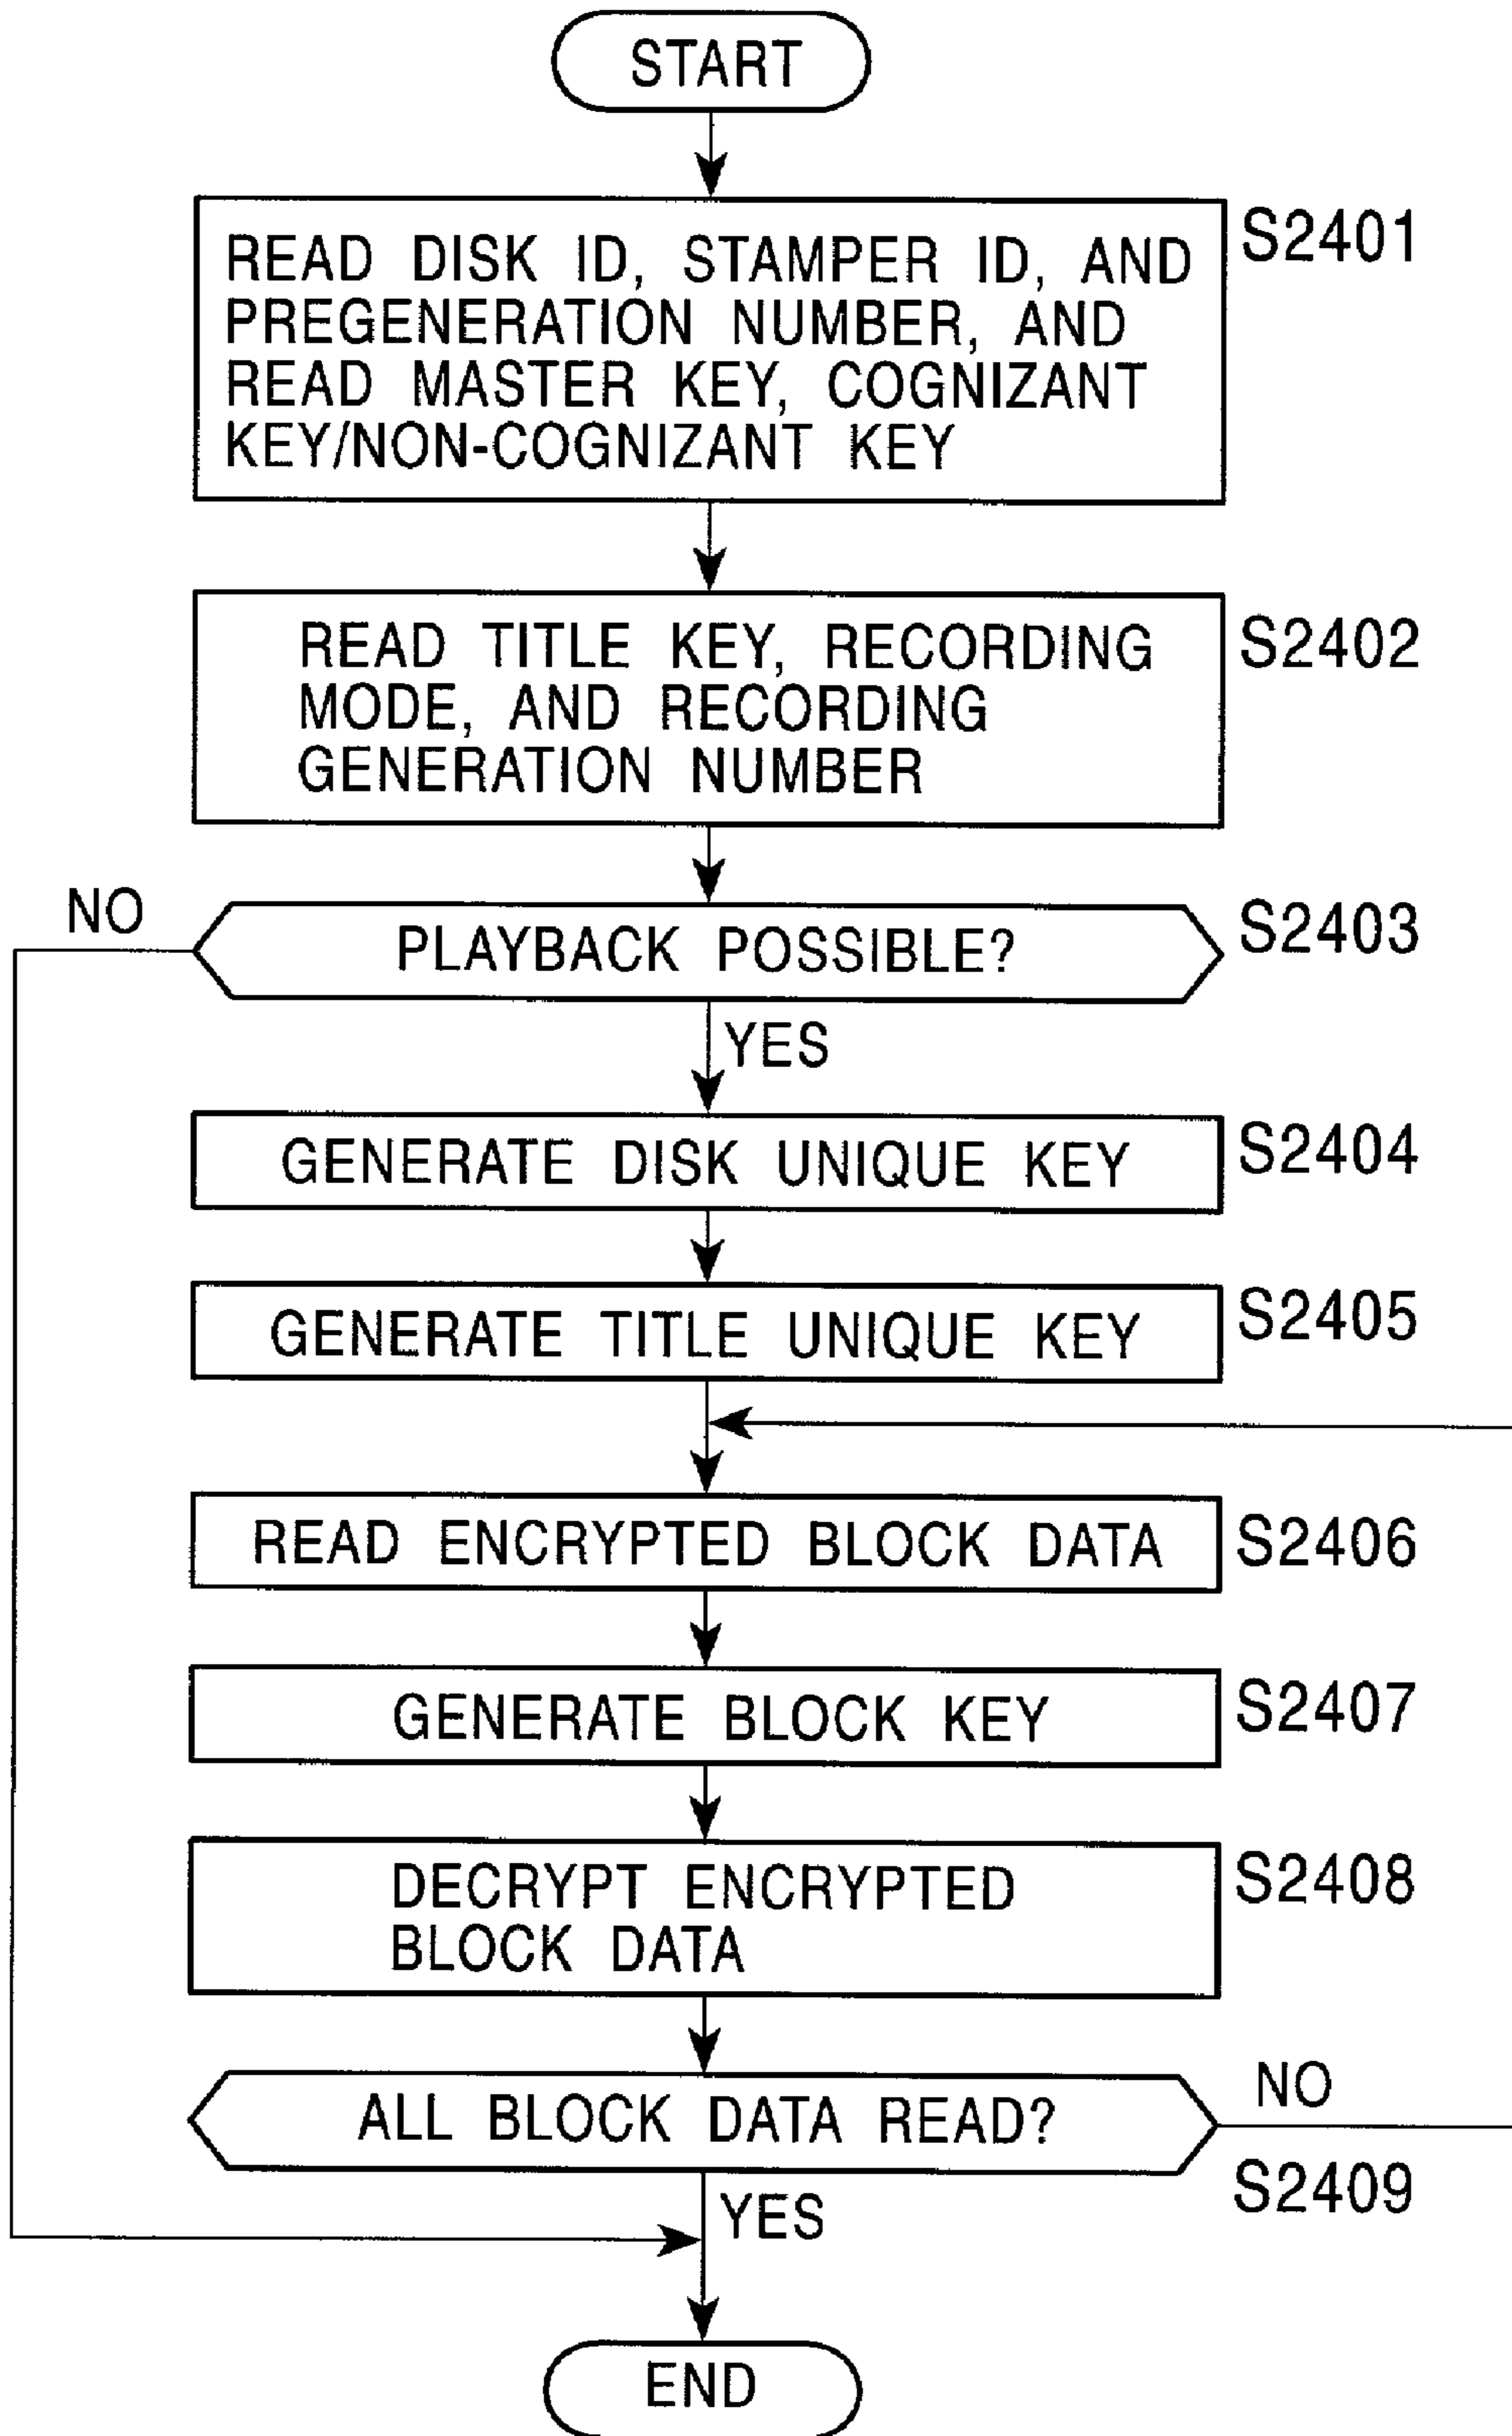 START
READ DISK ID, STAMPER ID, AND
PREGENERATION NUMBER, AND
READ MASTER KEY, COGNIZANT
KEY/NON-COGNIZANT KEY
S2401
READ TITLE KEY, RECORDING
MODE, AND RECORDING
GENERATION NUMBER
S2402
NO
PLAYBACK POSSIBLE?
S2403
YES
GENERATE DISK UNIQUE KEY
S2404
GENERATE TITLE UNIQUE KEY
S2405
READ ENCRYPTED BLOCK DATA
S2406
GENERATE BLOCK KEY
S2407
DECRYPT ENCRYPTED
BLOCK DATA
S2408
ALL BLOCK DATA READ?
NO
S2409
YES
END